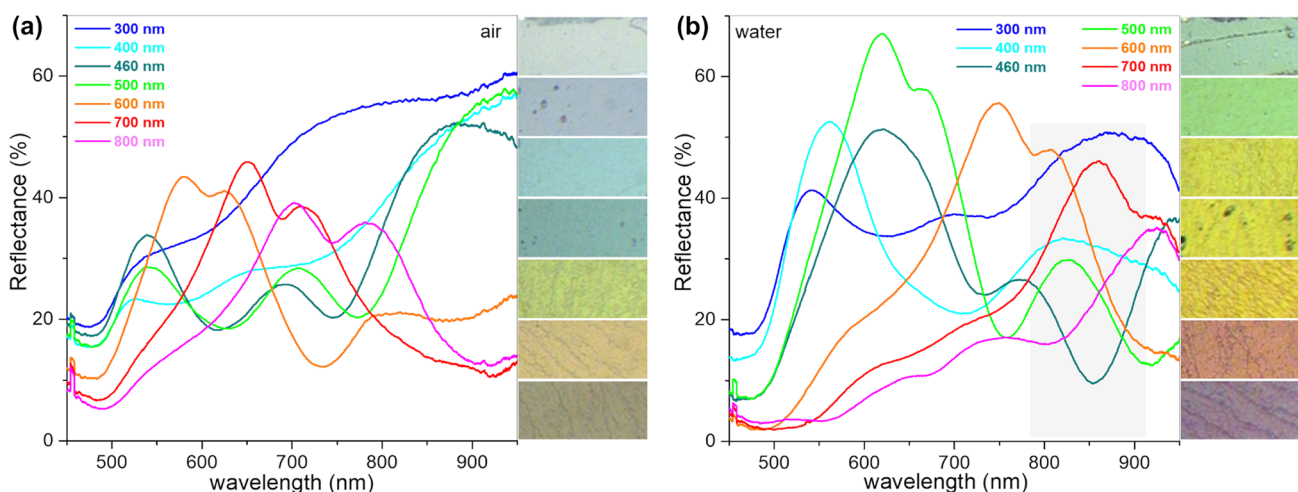 (a)
300 nm
400 nm
460 nm
500 nm
600 nm
700 nm
800 nm
air
60
40
20
0
Reflectance (%)
500
600
700
800
900
wavelength (nm)
(b)
water
300 nm
400 nm
460 nm
500 nm
600 nm
700 nm
800 nm
60
40
20
0
Reflectance (%)
500
600
700
800
900
wavelength (nm)